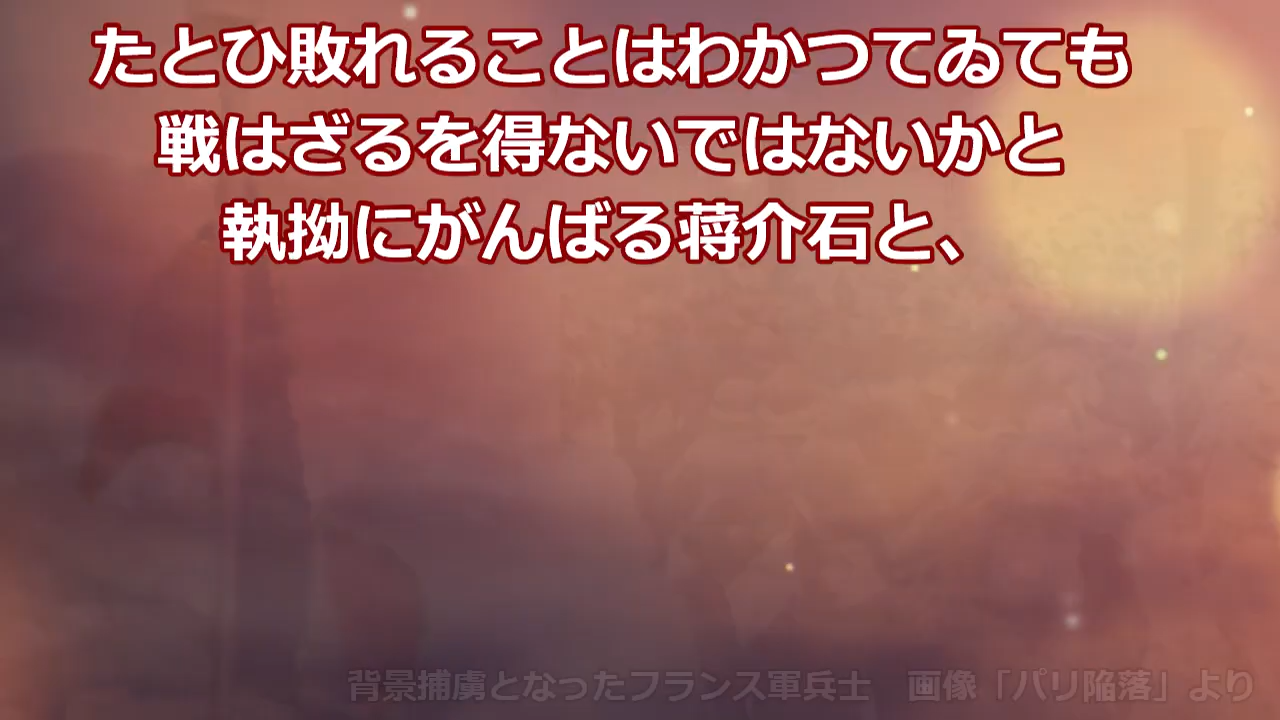 たとひ敗れることはわかつてゐても
戦はざるを得ないではないかと
執拗にがんばる蒋介石と、
背景捕虜となったフランス軍兵士　画像「パリ陥落」より